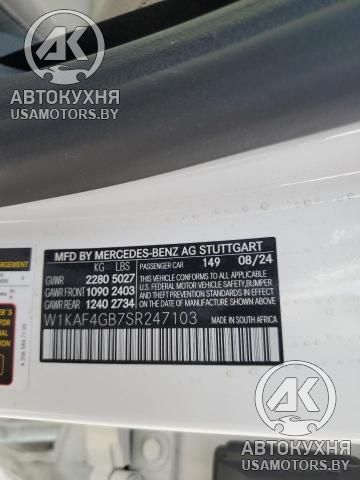 АК
АВТОКУХНЯ
USAMOTORS.BY
MFD BY MERCEDES-BENZ AG STUTTGART
KG LBS PASSENGER CAR 149 08/24
GVWR 2280 5027
GAWR FRONT 1090 2403
GAWR REAR 1240 2734
THIS VEHICLE CONFORMS TO ALL APPLICABLE
U.S. FEDERAL MOTOR VEHICLE SAFETY, BUMPER,
AND THEFT PREVENTION STANDARDS IN EFFECT
ON THE DATE OF MANUFACTURE SHOWN ABOVE.
W1KAF4GB7SR247103 MADE IN SOUTH AFRICA
АК
АВТОКУХНЯ
USAMOTORS.BY